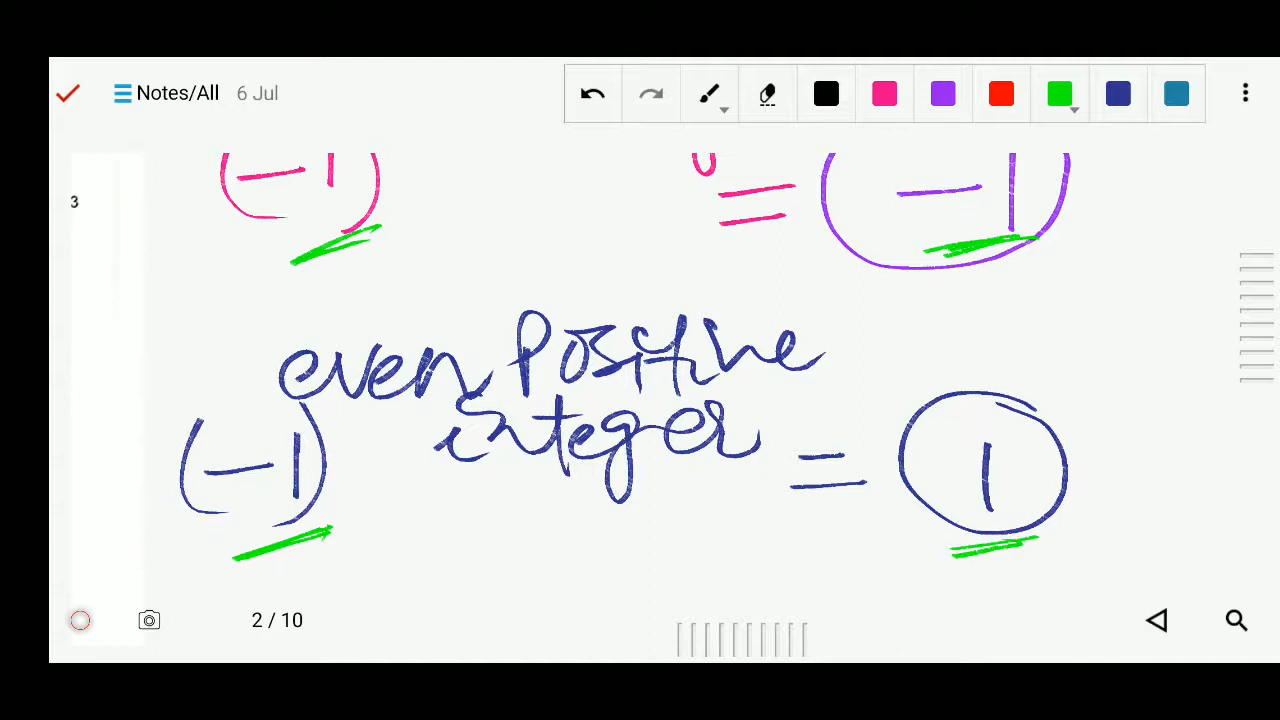 Notes/All 6 Jul
3
(-1) = -1
even positive
(-1) integer = 1
2 / 10